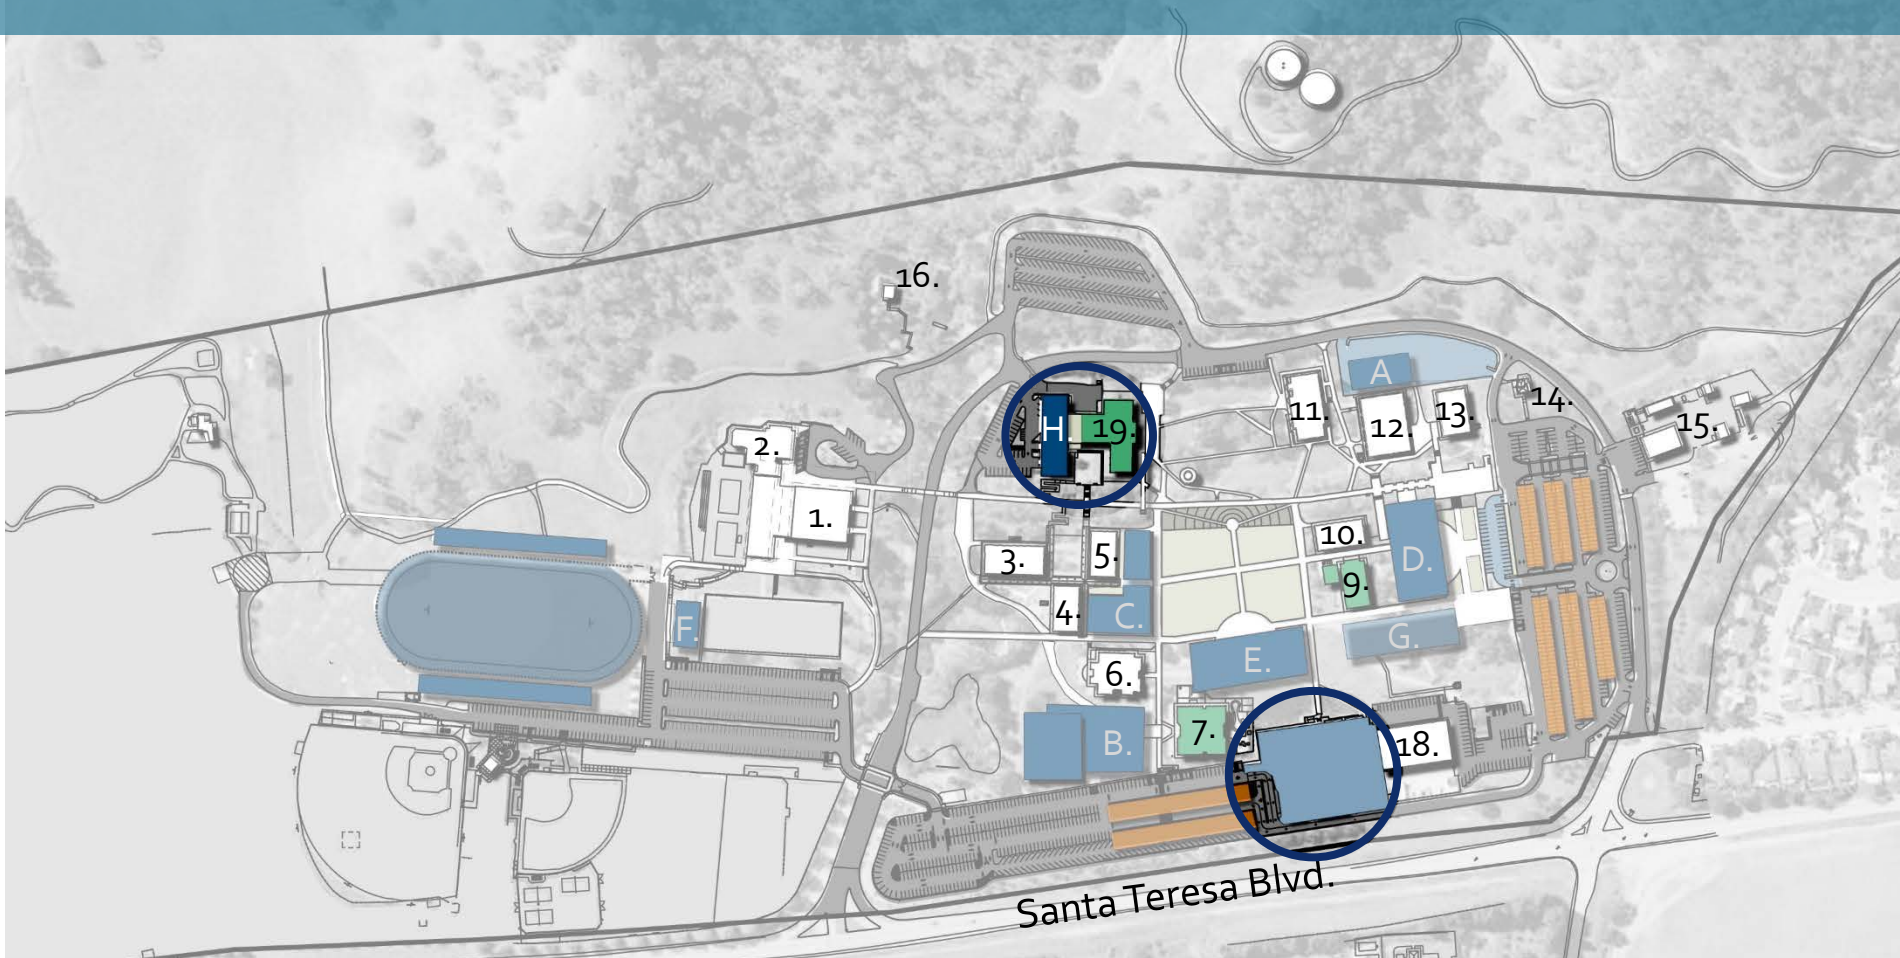 16.
A
H
19.
11.
12.
13.
14.
15.
2.
1.
3.
5.
10.
D.
9.
4.
C.
F.
G.
E.
6.
7.
B.
18.
Santa Teresa Blvd.